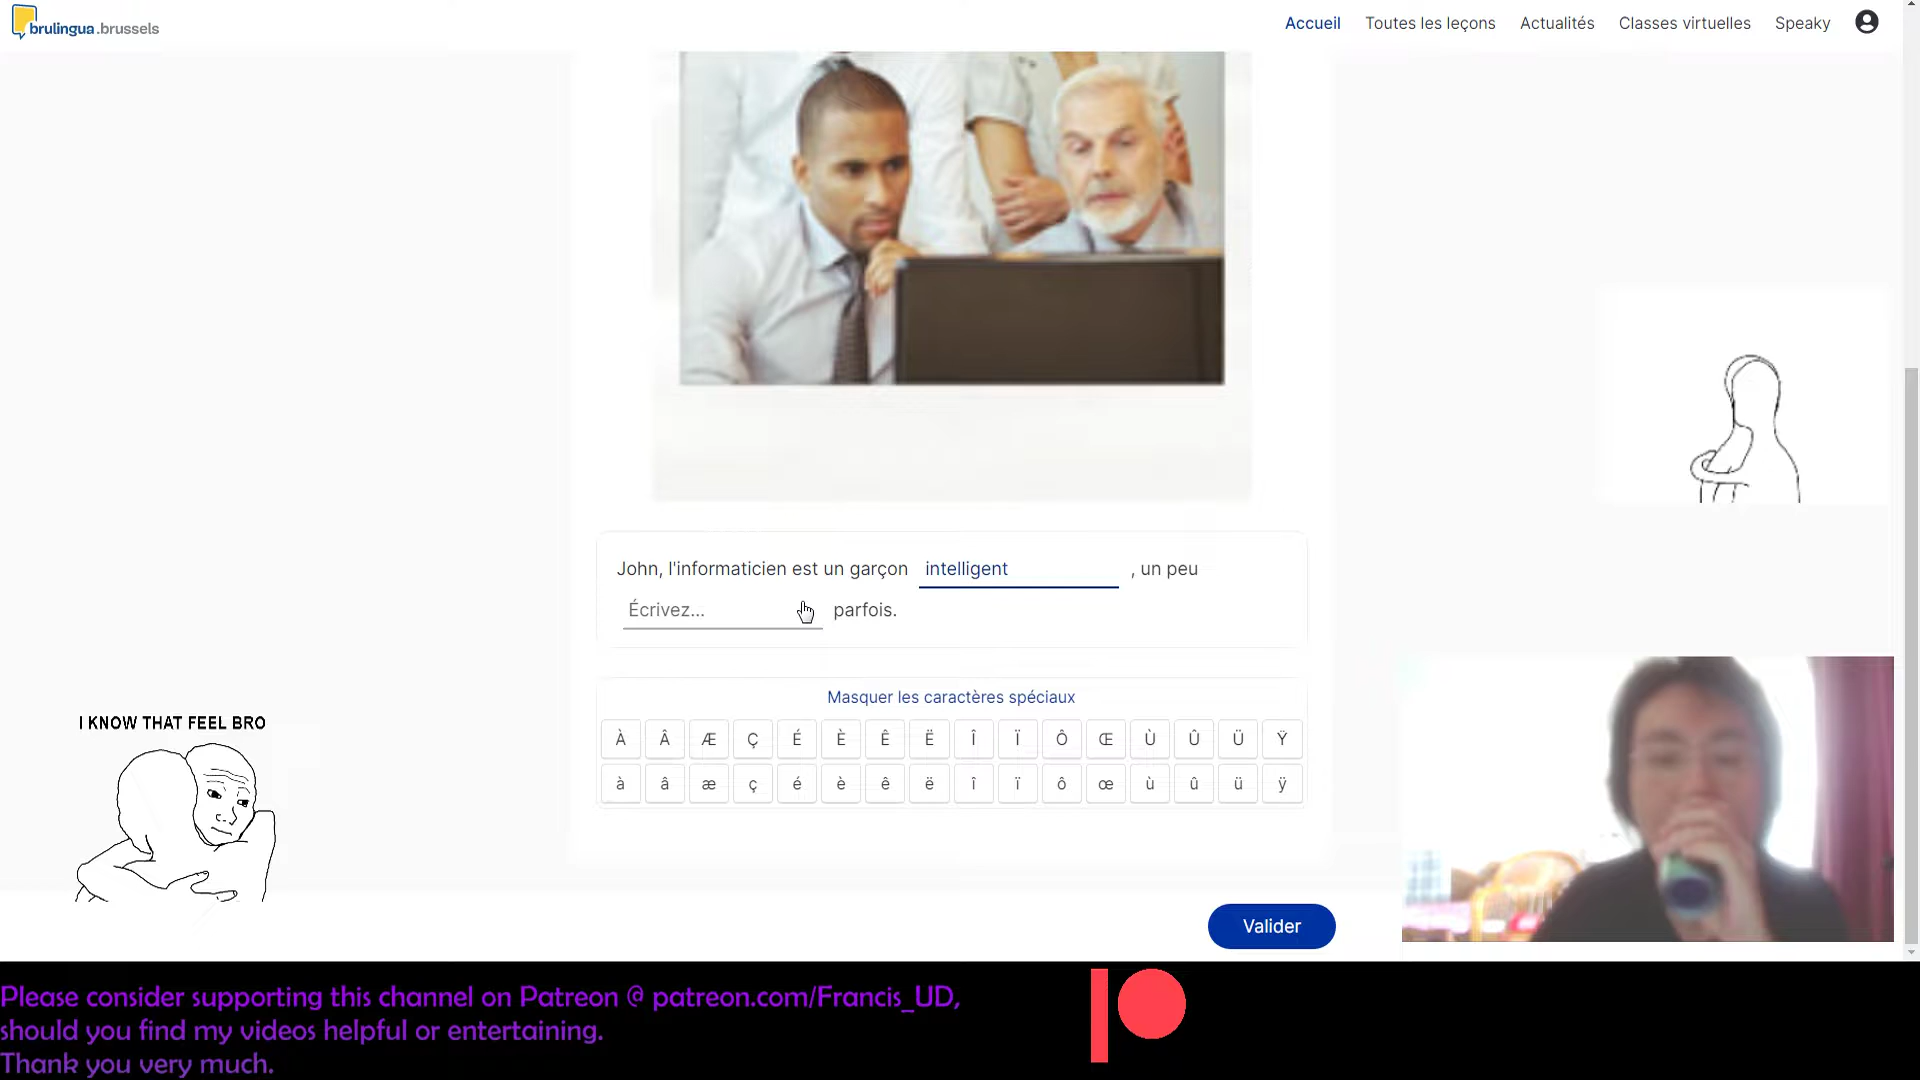 brulingua.brussels
Accueil Toutes les leçons Actualités Classes virtuelles Speaky
John, l'informaticien est un garçon intelligent , un peu
Écrivez... parfois.
Masquer les caractères spéciaux
À Â Æ Ç É È Ê Ë Î Ï Ô Œ Ù Û Ü Ÿ
à â æ ç é è ê ë î ï ô œ ù û ü ÿ
I KNOW THAT FEEL BRO
Valider
Please consider supporting this channel on Patreon @ patreon.com/Francis_UD,
should you find my videos helpful or entertaining.
Thank you very much.